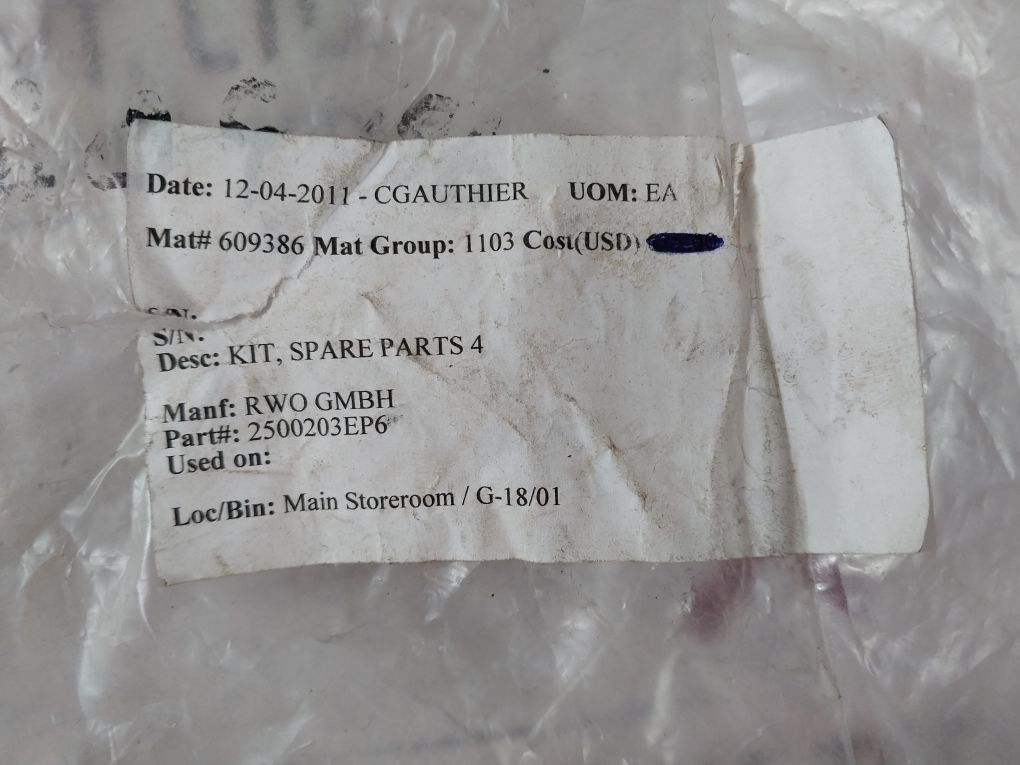 Date: 12-04-2011 - CGAUTHIER UOM: EA
Mat# 609386 Mat Group: 1103 Cost(USD)
S/N:
S/N:
Desc: KIT, SPARE PARTS 4
Manf: RWO GMBH
Part#: 2500203EP6
Used on:
Loc/Bin: Main Storeroom / G-18/01